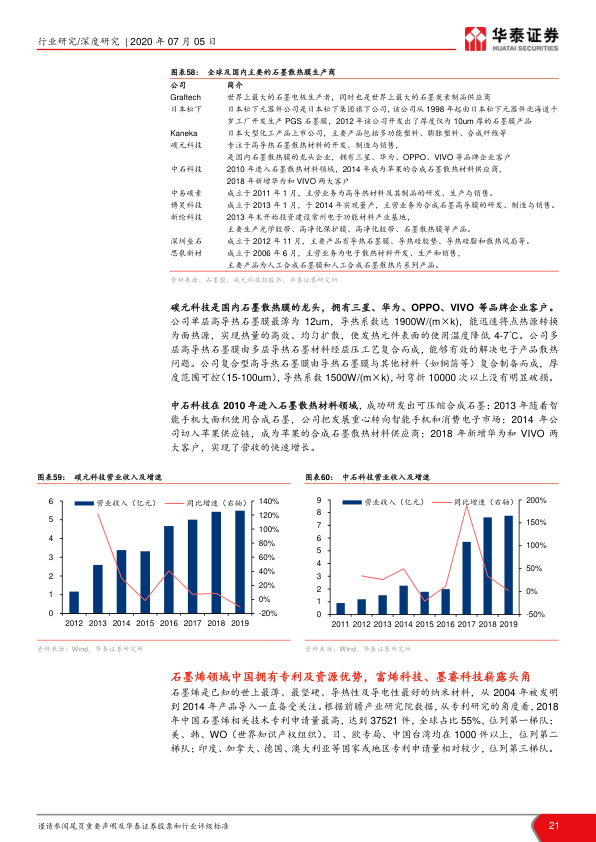 行业研究/深度研究 | 2020 年 07 月 05 日
华泰证券
HUATAI SECURITIES
图表58： 全球及国内主要的石墨散热膜生产商
公司 简介
Graftech 世界上最大的石墨电极生产者，同时也是世界上最大的石墨炭素制品供应商
日本松下 日本松下元器件公司是日本松下集团旗下公司，该公司从 1998 年起由日本松下元器件北海道千
岁工厂开发生产 PGS 石墨膜，2012 年该公司开发出了厚度仅为 10um 厚的石墨膜产品
Kaneka 日本大型化工产品上市公司，主要产品包括多功能塑料、膨胀塑料、合成纤维等
碳元科技 专注于高导热石墨散热材料的开发、制造与销售，
是国内石墨散热膜的龙头企业，拥有三星、华为、OPPO、VIVO 等品牌企业客户
中石科技 2010 年进入石墨散热材料领域，2014 年成为苹果的合成石墨散热材料供应商，
2018 年新增华为和 VIVO 两大客户
中易碳素 成立于 2011 年 1 月，主营业务为高导热材料及其制品的研发、生产与销售。
博昊科技 成立于 2013 年 1 月，于 2014 年实现量产，主营业务为合成石墨高导膜的研发、制造与销售。
新纶科技 2013 年末开始投资建设常州电子功能材料产业基地，
主要生产光学胶带、高净化保护膜、高净化胶带、石墨散热膜等产品。
深圳垒石 成立于 2012 年 11 月，主要产品有导热石墨膜、导热硅胶垫、导热硅脂和散热风扇等。
思泉新材 成立于 2006 年 6 月，主营业务为电子散热材料开发、生产和销售，
主要产品为人工合成石墨膜和人工合成石墨散热片系列产品。
资料来源：石墨盟，碳元科技招股书，华泰证券研究所
碳元科技是国内石墨散热膜的龙头，拥有三星、华为、OPPO、VIVO 等品牌企业客户。
公司单层高导热石墨膜最薄为 12um，导热系数达 1900W/(m×k)，能迅速将点热源转换
为面热源，实现热量的高效、均匀扩散，使发热元件表面的使用温度降低 4-7℃。公司多
层高导热石墨膜由多层导热石墨材料经层压工艺复合而成，能够有效的解决电子产品散热
问题。公司复合型高导热石墨膜由导热石墨膜与其他材料（如铜箔等）复合制备而成，厚
度范围可控（15-100um），导热系数 1500W/(m×k)，耐弯折 10000 次以上没有明显破损。
中石科技在 2010 年进入石墨散热材料领域，成功研发出可压缩合成石墨；2013 年随着智
能手机大面积使用合成石墨，公司把发展重心转向智能手机和消费电子市场；2014 年公
司切入苹果供应链，成为苹果的合成石墨散热材料供应商；2018 年新增华为和 VIVO 两
大客户，实现了营收的快速增长。
图表59： 碳元科技营业收入及增速
营业收入（亿元） 同比增速（右轴）
6
5
4
3
2
1
0
140%
120%
100%
80%
60%
40%
20%
0%
-20%
2012 2013 2014 2015 2016 2017 2018 2019
资料来源：Wind，华泰证券研究所
图表60： 中石科技营业收入及增速
营业收入（亿元） 同比增速（右轴）
9
8
7
6
5
4
3
2
1
0
200%
150%
100%
50%
0%
-50%
2011 2012 2013 2014 2015 2016 2017 2018 2019
资料来源：Wind，华泰证券研究所
石墨烯领域中国拥有专利及资源优势，富烯科技、墨睿科技崭露头角
石墨烯是已知的世上最薄、最坚硬、导热性及导电性最好的纳米材料，从 2004 年被发明
到 2014 年产品导入一直备受关注。根据前瞻产业研究院数据，从专利研究的角度看，2018
年中国石墨烯相关技术专利申请量最高，达到 37521 件，全球占比 55%，位列第一梯队；
美、韩、WO（世界知识产权组织）、日、欧专局、中国台湾均在 1000 件以上，位列第二
梯队；印度、加拿大、德国、澳大利亚等国家或地区专利申请量相对较少，位列第三梯队。
谨请参阅尾页重要声明及华泰证券股票和行业评级标准
21